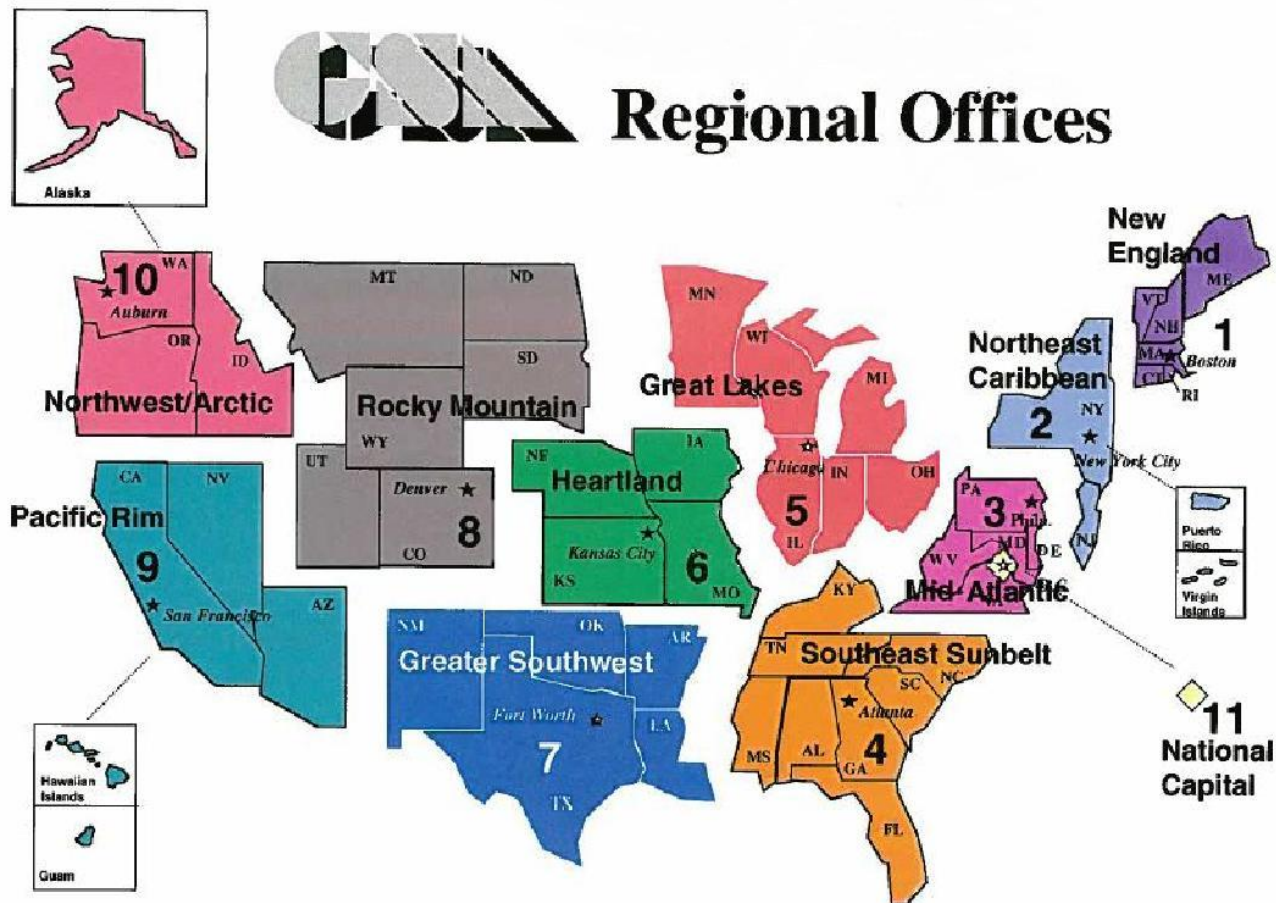 GSA Regional Offices
Alaska
New
England
ME
VT
NH
MA
CT
RI
1
Boston
10
WA
Auburn
OR
ID
Northwest/Arctic
MT
ND
SD
Rocky Mountain
WY
UT
Denver
8
CO
MN
WI
MI
Great Lakes
Chicago
IN
OH
5
IL
Northeast
Caribbean
2
NY
New York City
NJ
Puerto
Rico
Virgin
Islands
CA
NV
Pacific Rim
9
San Francisco
AZ
Hawaiian
Islands
Guam
NE
IA
Heartland
Kansas City
6
KS
MO
PA
3
Phil.
MD
DE
WV
Mid-Atlantic
11
National
Capital
NM
OK
AR
Greater Southwest
Fort Worth
LA
7
TX
KY
TN
Southeast Sunbelt
SC
NC
Atlanta
MS
AL
GA
4
FL